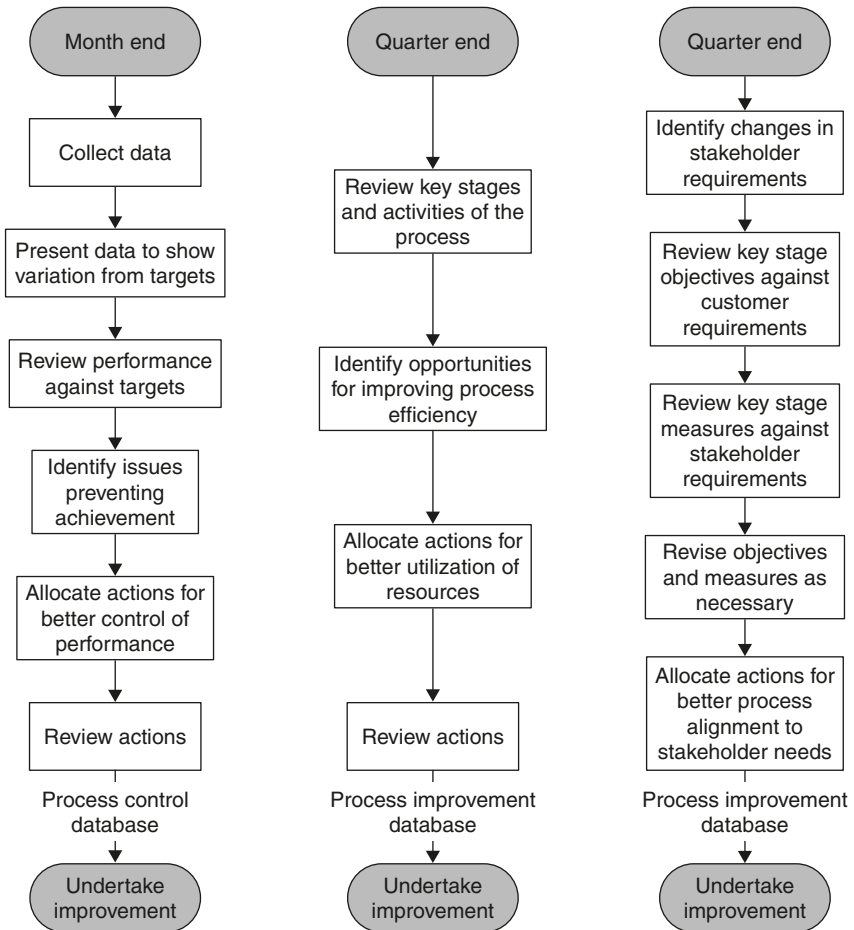 Month end
Collect data
Present data to show
variation from targets
Review performance
against targets
Identify issues
preventing
achievement
Allocate actions for
better control of
performance
Review actions
Process control
database
Undertake
improvement
Quarter end
Review key stages
and activities of the
process
Identify opportunities
for improving process
efficiency
Allocate actions for
better utilization of
resources
Review actions
Process improvement
database
Undertake
improvement
Quarter end
Identify changes in
stakeholder
requirements
Review key stage
objectives against
customer
requirements
Review key stage
measures against
stakeholder
requirements
Revise objectives
and measures as
necessary
Allocate actions for
better process
alignment to
stakeholder needs
Process improvement
database
Undertake
improvement